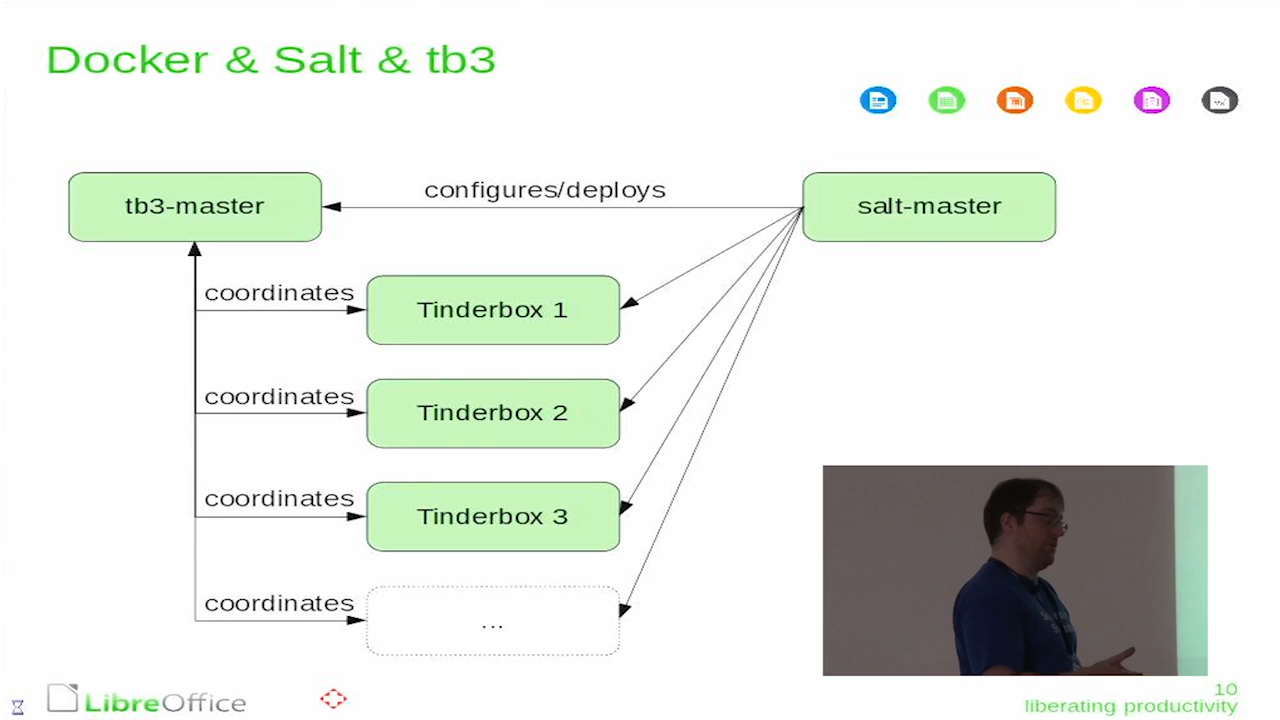 Docker & Salt & tb3
tb3-master
configures/deploys
salt-master
coordinates
Tinderbox 1
coordinates
Tinderbox 2
coordinates
Tinderbox 3
coordinates
...
LibreOffice
10
liberating productivity